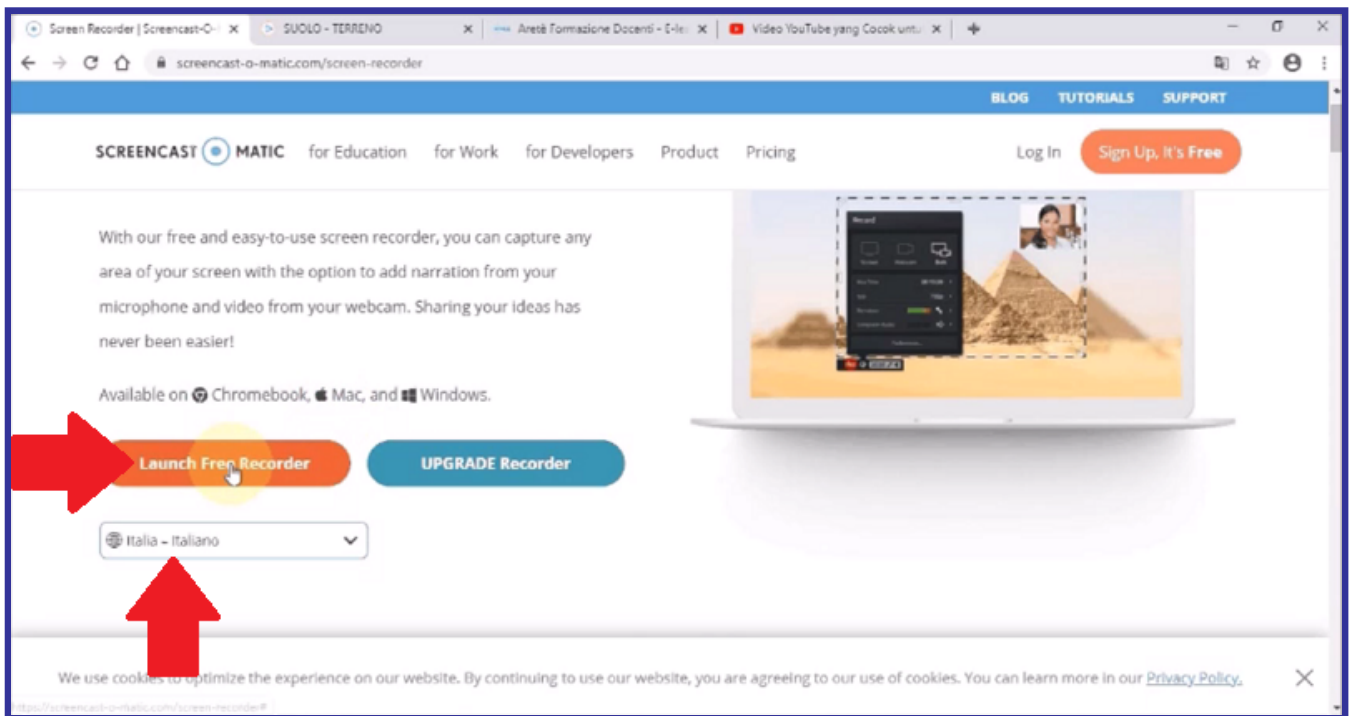 Screen Recorder | Screencast-O-
SUOLO - TERRENO
Aretè Formazione Docenti - E-le
Video YouTube yang Cocok untu
screencast-o-matic.com/screen-recorder
BLOG TUTORIALS SUPPORT
SCREENCAST O MATIC for Education for Work for Developers Product Pricing Log In Sign Up, It's Free
With our free and easy-to-use screen recorder, you can capture any
area of your screen with the option to add narration from your
microphone and video from your webcam. Sharing your ideas has
never been easier!
Available on Chromebook, Mac, and Windows.
Launch Free Recorder UPGRADE Recorder
Italia - Italiano
Record
We use cookies to optimize the experience on our website. By continuing to use our website, you are agreeing to our use of cookies. You can learn more in our Privacy Policy.
https://screencast-o-matic.com/screen-recorder#